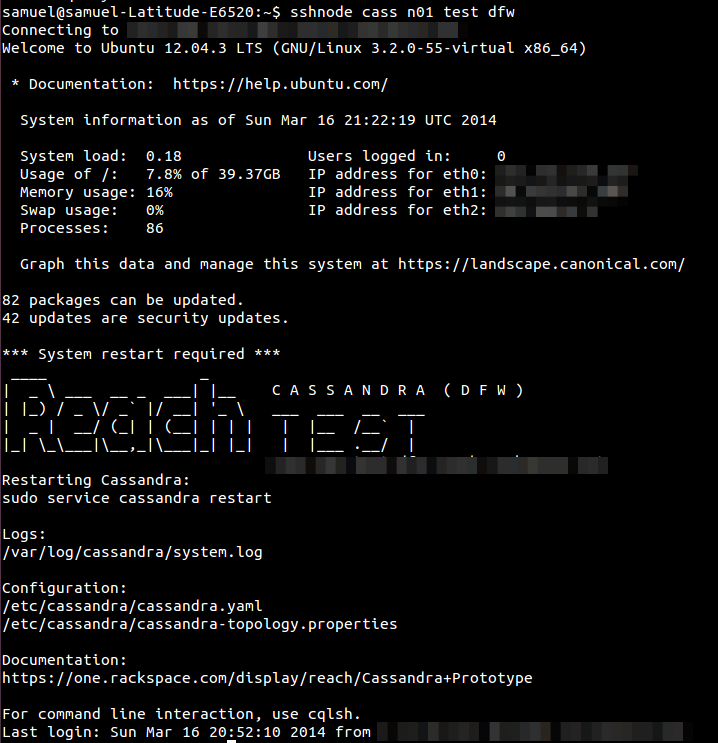 samuel@samuel-Latitude-E6520:~$ sshnode cass n01 test dfw
Connecting to
Welcome to Ubuntu 12.04.3 LTS (GNU/Linux 3.2.0-55-virtual x86_64)
* Documentation:  https://help.ubuntu.com/
System information as of Sun Mar 16 21:22:19 UTC 2014
System load:  0.18              Users logged in:     0
Usage of /:   7.8% of 39.37GB   IP address for eth0:
Memory usage: 16%               IP address for eth1:
Swap usage:   0%                IP address for eth2:
Processes:    86
Graph this data and manage this system at https://landscape.canonical.com/
82 packages can be updated.
42 updates are security updates.
*** System restart required ***
Reach C A S S A N D R A  ( D F W )
TEST
Restarting Cassandra:
sudo service cassandra restart
Logs:
/var/log/cassandra/system.log
Configuration:
/etc/cassandra/cassandra.yaml
/etc/cassandra/cassandra-topology.properties
Documentation:
https://one.rackspace.com/display/reach/Cassandra+Prototype
For command line interaction, use cqlsh.
Last login: Sun Mar 16 20:52:10 2014 from